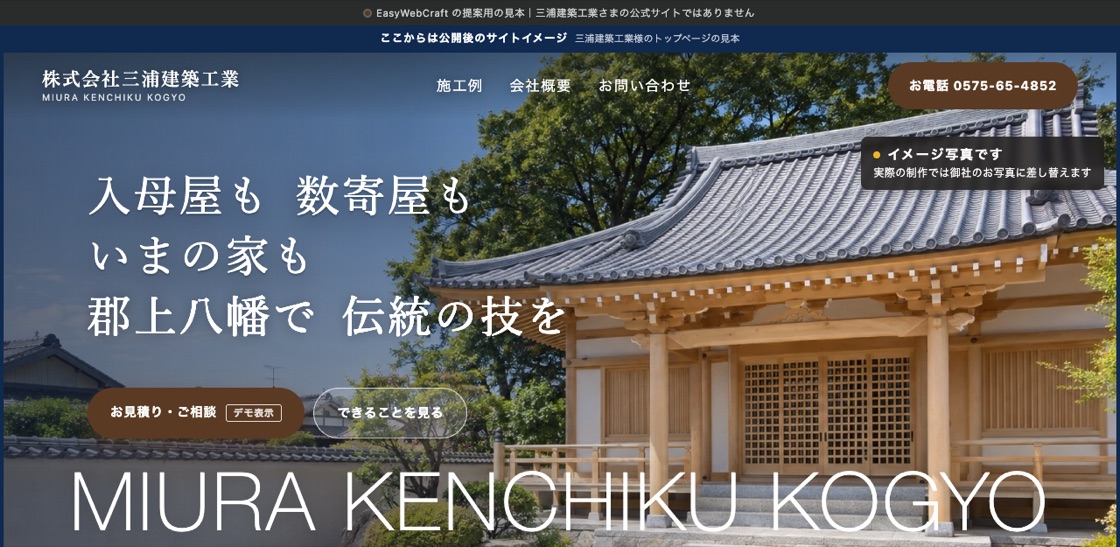 EasyWebCraft の提案用の見本｜三浦建築工業さまの公式サイトではありません
ここからは公開後のサイトイメージ 三浦建築工業様のトップページの見本
株式会社三浦建築工業
MIURA KENCHIKU KOGYO
施工例 会社概要 お問い合わせ
お電話 0575-65-4852
イメージ写真です
実際の制作では御社のお写真に差し替えます
入母屋も 数寄屋も
いまの家も
郡上八幡で 伝統の技を
お見積り・ご相談 デモ表示
できることを見る
MIURA KENCHIKU KOGYO